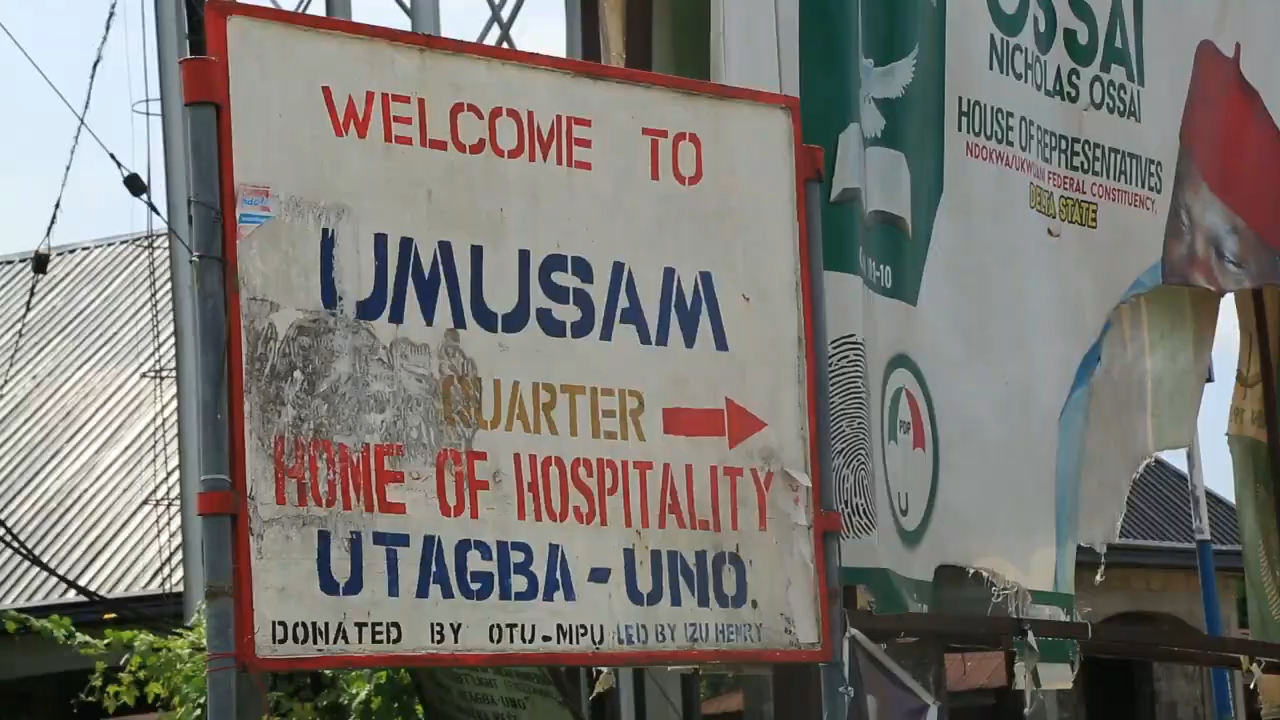 WELCOME TO
UMUSAM
QUARTER
HOME OF HOSPITALITY
UTAGBA-UNO.
DONATED BY OTU-MPU LED BY IZU HENRY
OSSAI
NICHOLAS OSSAI
HOUSE OF REPRESENTATIVES
NDOKWA/UKWUANI FEDERAL CONSTITUENCY,
DELTA STATE
PDP
U